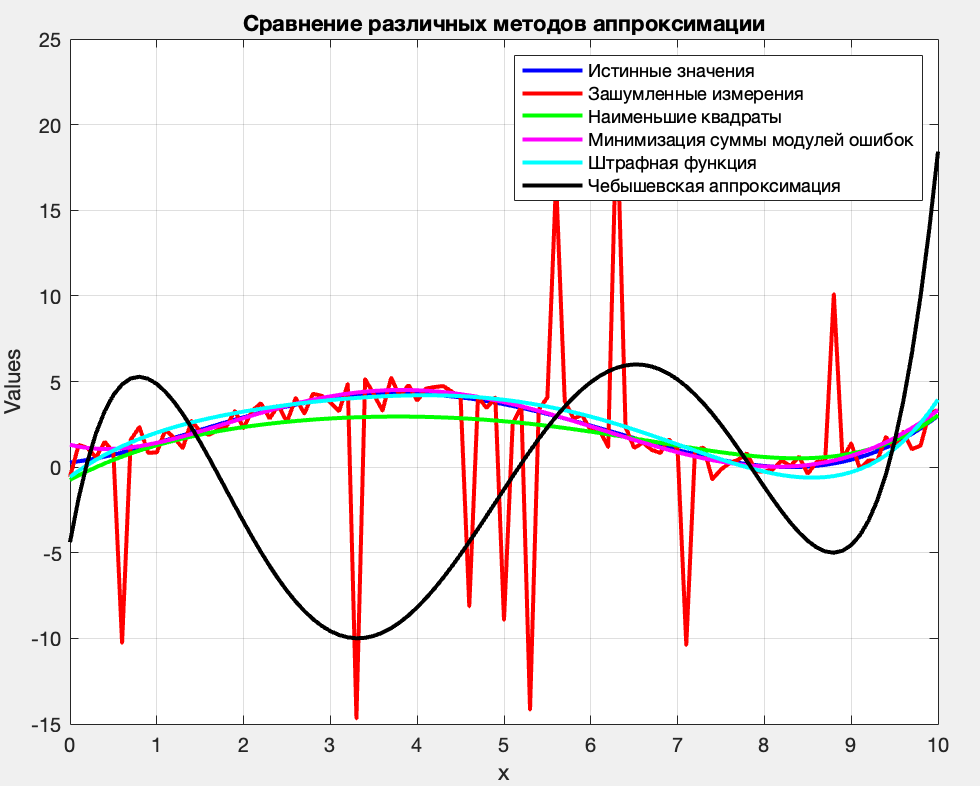 Сравнение различных методов аппроксимации
25
20
15
10
5
0
-5
-10
-15
Values
Истинные значения
Зашумленные измерения
Наименьшие квадраты
Минимизация суммы модулей ошибок
Штрафная функция
Чебышевская аппроксимация
0 1 2 3 4 5 6 7 8 9 10
x